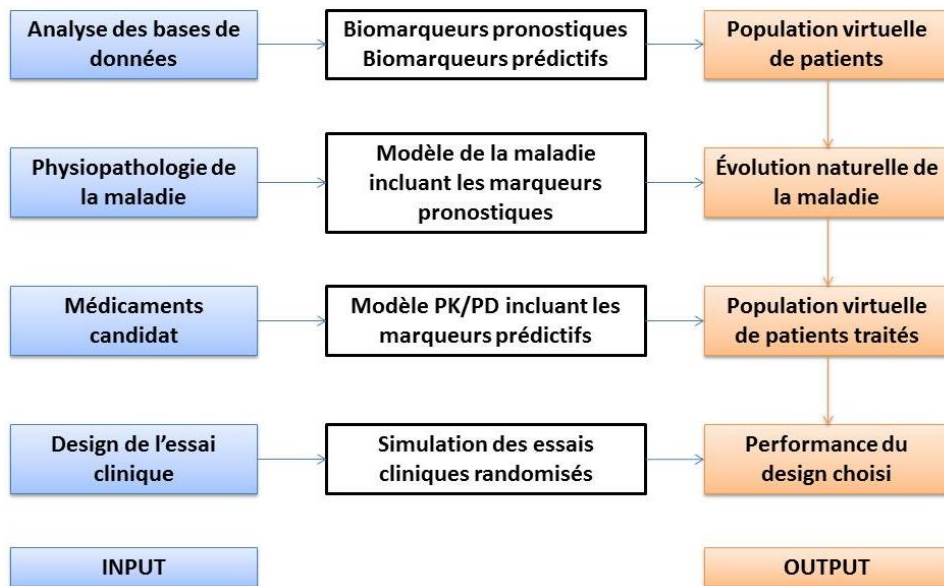 Analyse des bases de
données
Biomarqueurs pronostiques
Biomarqueurs prédictifs
Population virtuelle
de patients
Physiopathologie de
la maladie
Modèle de la maladie
incluant les marqueurs
pronostiques
Évolution naturelle de
la maladie
Médicaments
candidat
Modèle PK/PD incluant les
marqueurs prédictifs
Population virtuelle
de patients traités
Design de l'essai
clinique
Simulation des essais
cliniques randomisés
Performance du
design choisi
INPUT
OUTPUT